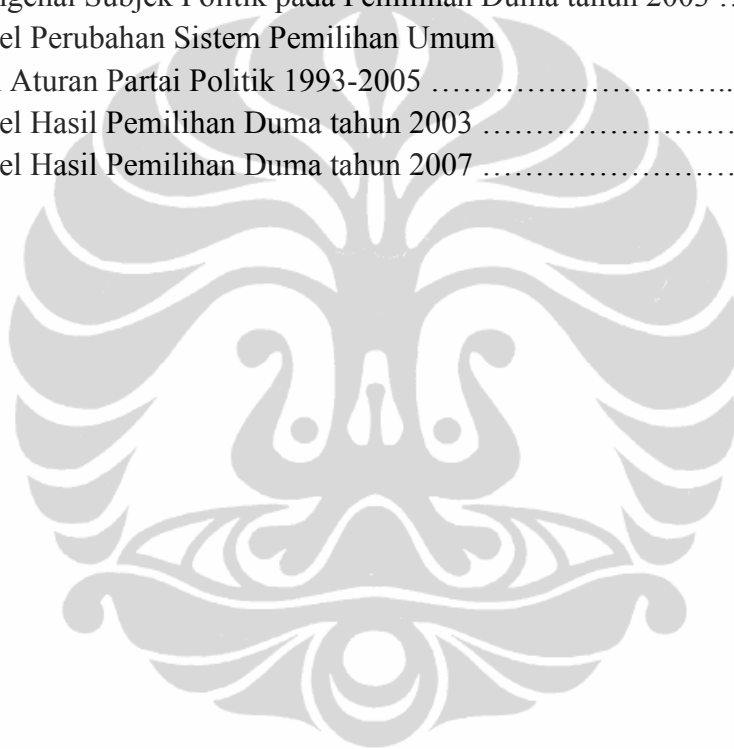 ngenai Subjek Politik pada Pemilihan Duma tahun 2003 …
el Perubahan Sistem Pemilihan Umum
Aturan Partai Politik 1993-2005 ………………………..
el Hasil Pemilihan Duma tahun 2003 ……………………
el Hasil Pemilihan Duma tahun 2007 ……………………